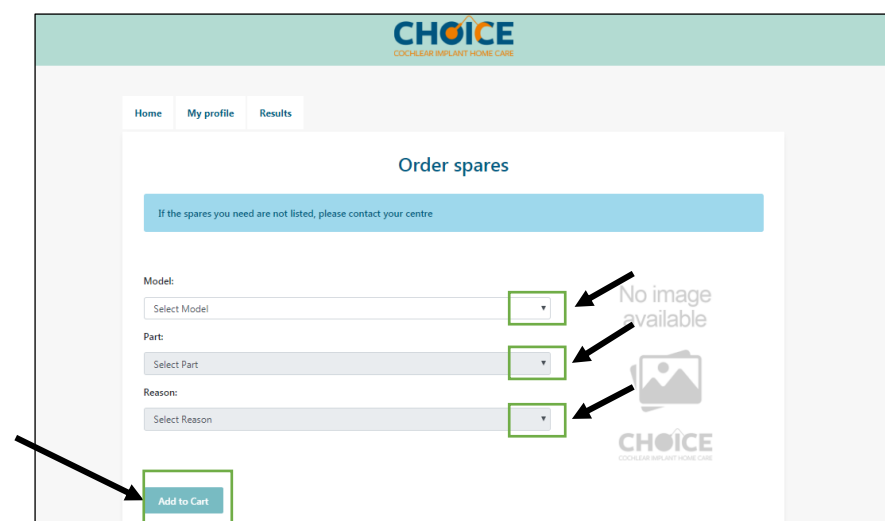 CHOICE
COCHLEAR IMPLANT HOME CARE
Home My profile Results
Order spares
If the spares you need are not listed, please contact your centre
Model:
Select Model
No image
available
Part:
Select Part
Reason:
Select Reason
CHOICE
COCHLEAR IMPLANT HOME CARE
Add to Cart